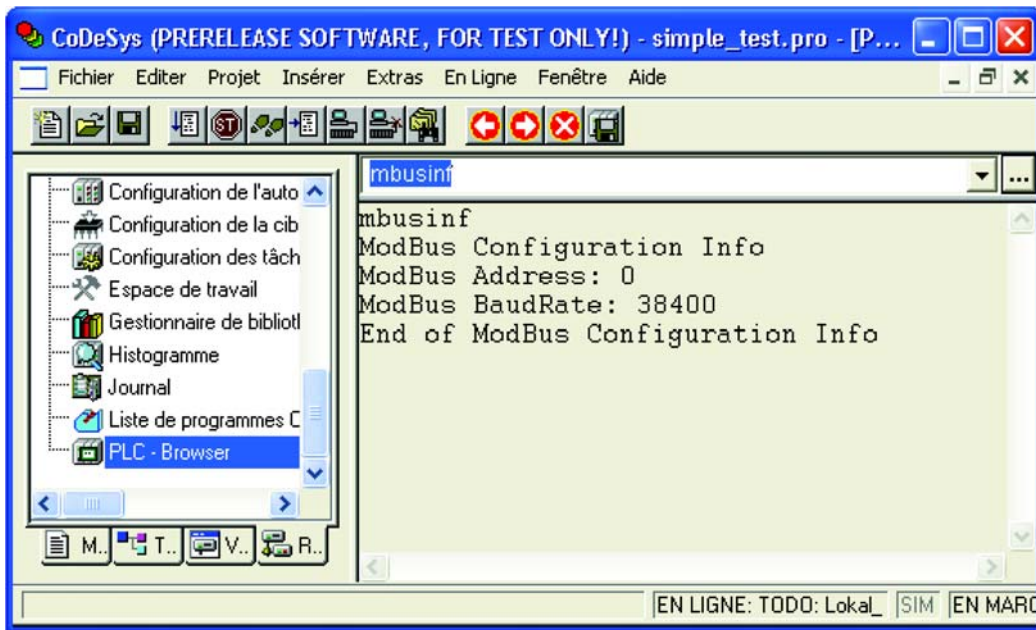 CoDeSys (PRERELEASE SOFTWARE, FOR TEST ONLY!) - simple_test.pro - [P...
Fichier Editer Projet Insérer Extras En Ligne Fenêtre Aide
ST
Configuration de l'auto
Configuration de la cib
Configuration des tâch
Espace de travail
Gestionnaire de bibliotl
Histogramme
Journal
Liste de programmes C
PLC - Browser
M.. T.. V.. R..
mbusinf
...
mbusinf
ModBus Configuration Info
ModBus Address: 0
ModBus BaudRate: 38400
End of ModBus Configuration Info
EN LIGNE: TODO: Lokal_ SIM EN MARC